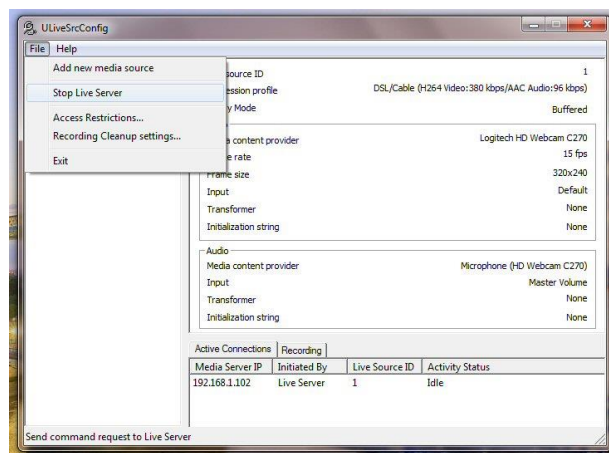 ULiveSrcConfig
File Help
Add new media source
Stop Live Server
Access Restrictions...
Recording Cleanup settings...
Exit
source ID 1
ession profile DSL/Cable (H264 Video:380 kbps/AAC Audio:96 kbps)
y Mode Buffered
a content provider Logitech HD Webcam C270
e rate 15 fps
Frame size 320x240
Input Default
Transformer None
Initialization string None
Audio
Media content provider Microphone (HD Webcam C270)
Input Master Volume
Transformer None
Initialization string None
Active Connections Recording
Media Server IP Initiated By Live Source ID Activity Status
192.168.1.102 Live Server 1 Idle
Send command request to Live Server